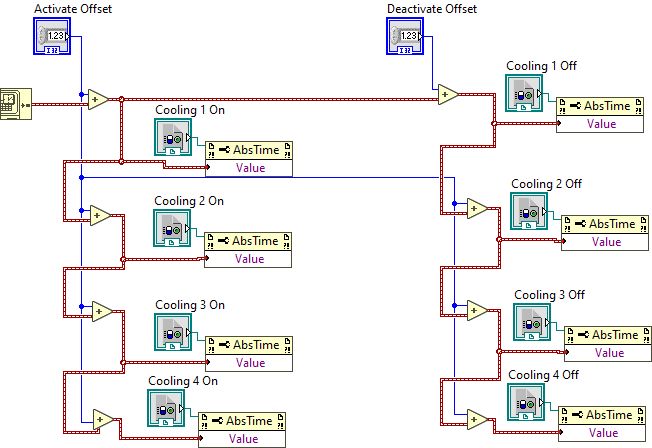 Activate Offset
Deactivate Offset
1.23
I32
1.23
I32
Cooling 1 Off
AbsTime
Value
Cooling 1 On
AbsTime
Value
Cooling 2 Off
AbsTime
Value
Cooling 2 On
AbsTime
Value
Cooling 3 Off
AbsTime
Value
Cooling 3 On
AbsTime
Value
Cooling 4 Off
AbsTime
Value
Cooling 4 On
AbsTime
Value